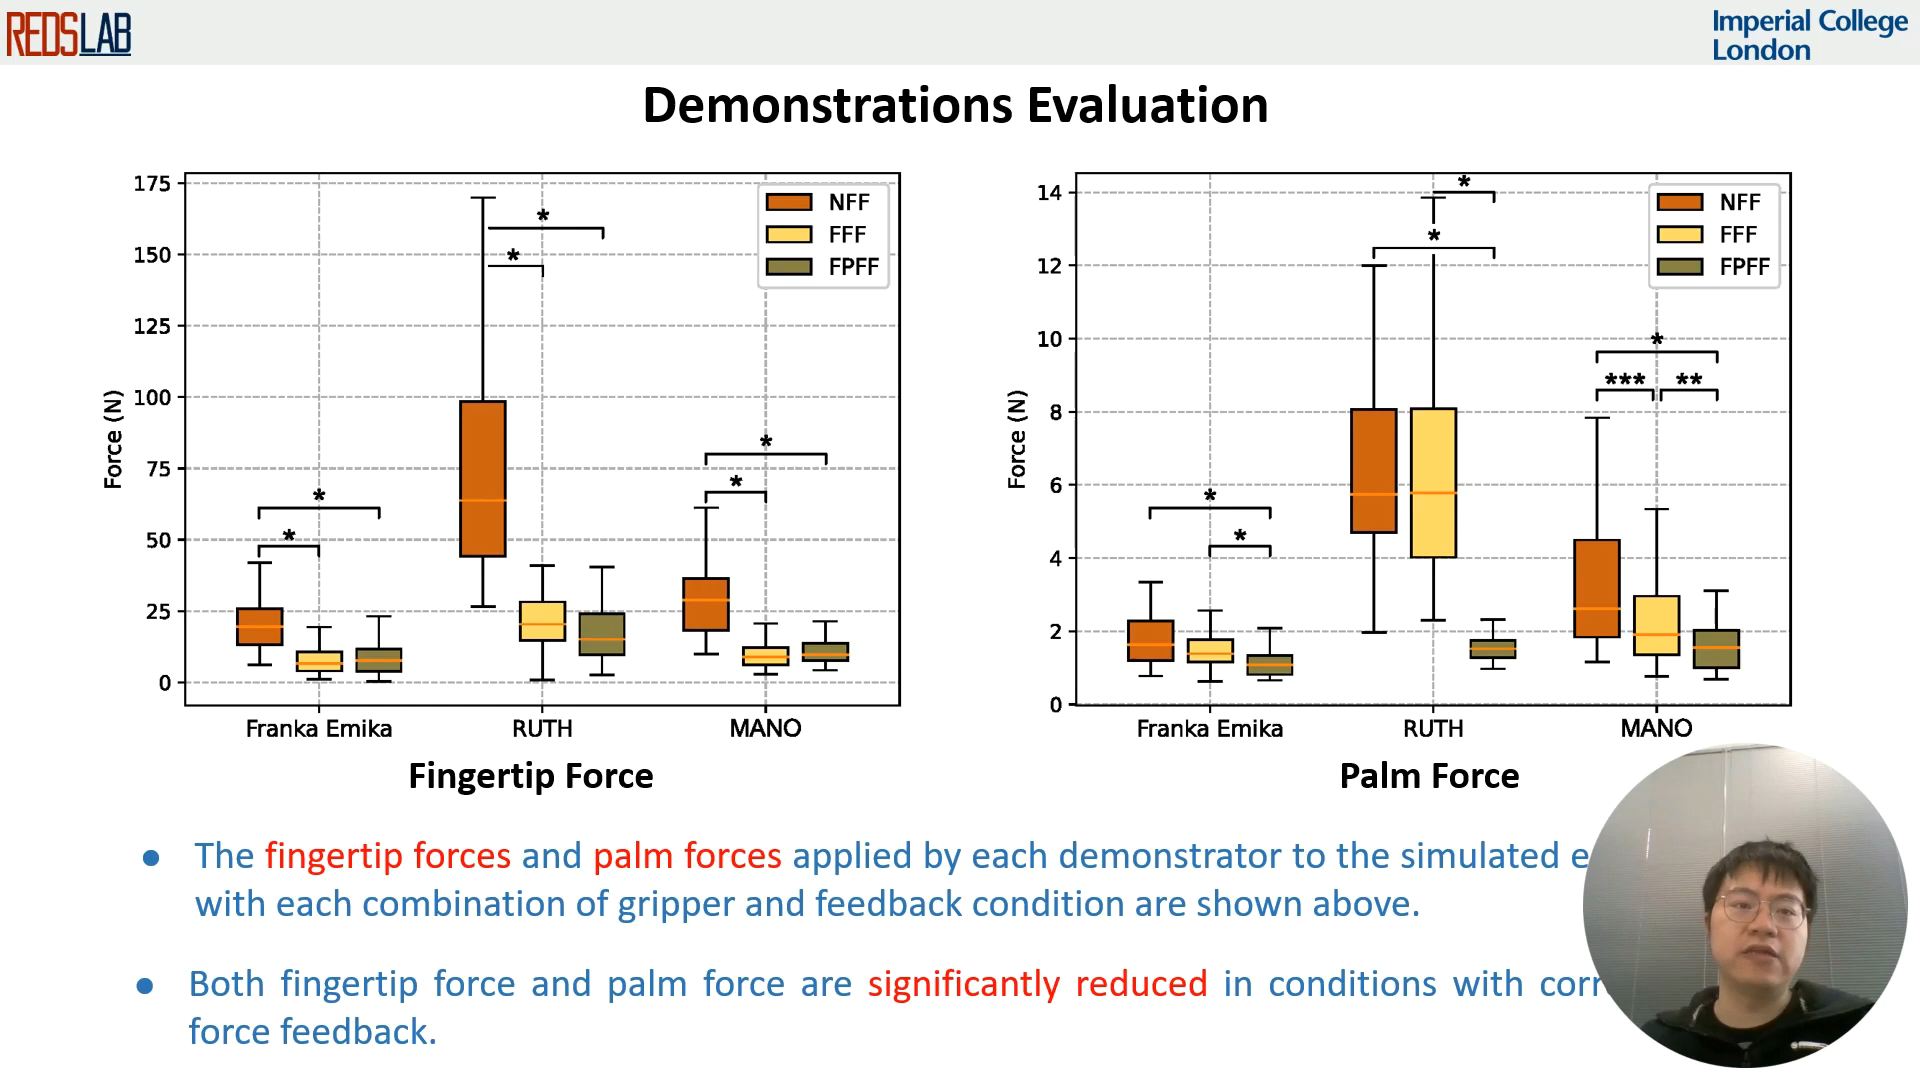 REDSLAB
Imperial College
London
Demonstrations Evaluation
175
150
125
100
75
50
25
0
Force (N)
*
*
*
*
*
*
NFF
FFF
FPFF
Franka Emika
RUTH
MANO
Fingertip Force
14
12
10
8
6
4
2
0
Force (N)
*
*
*
*
*
***
**
NFF
FFF
FPFF
Franka Emika
RUTH
MANO
Palm Force
● The fingertip forces and palm forces applied by each demonstrator to the simulated
with each combination of gripper and feedback condition are shown above.
● Both fingertip force and palm force are significantly reduced in conditions with
force feedback.